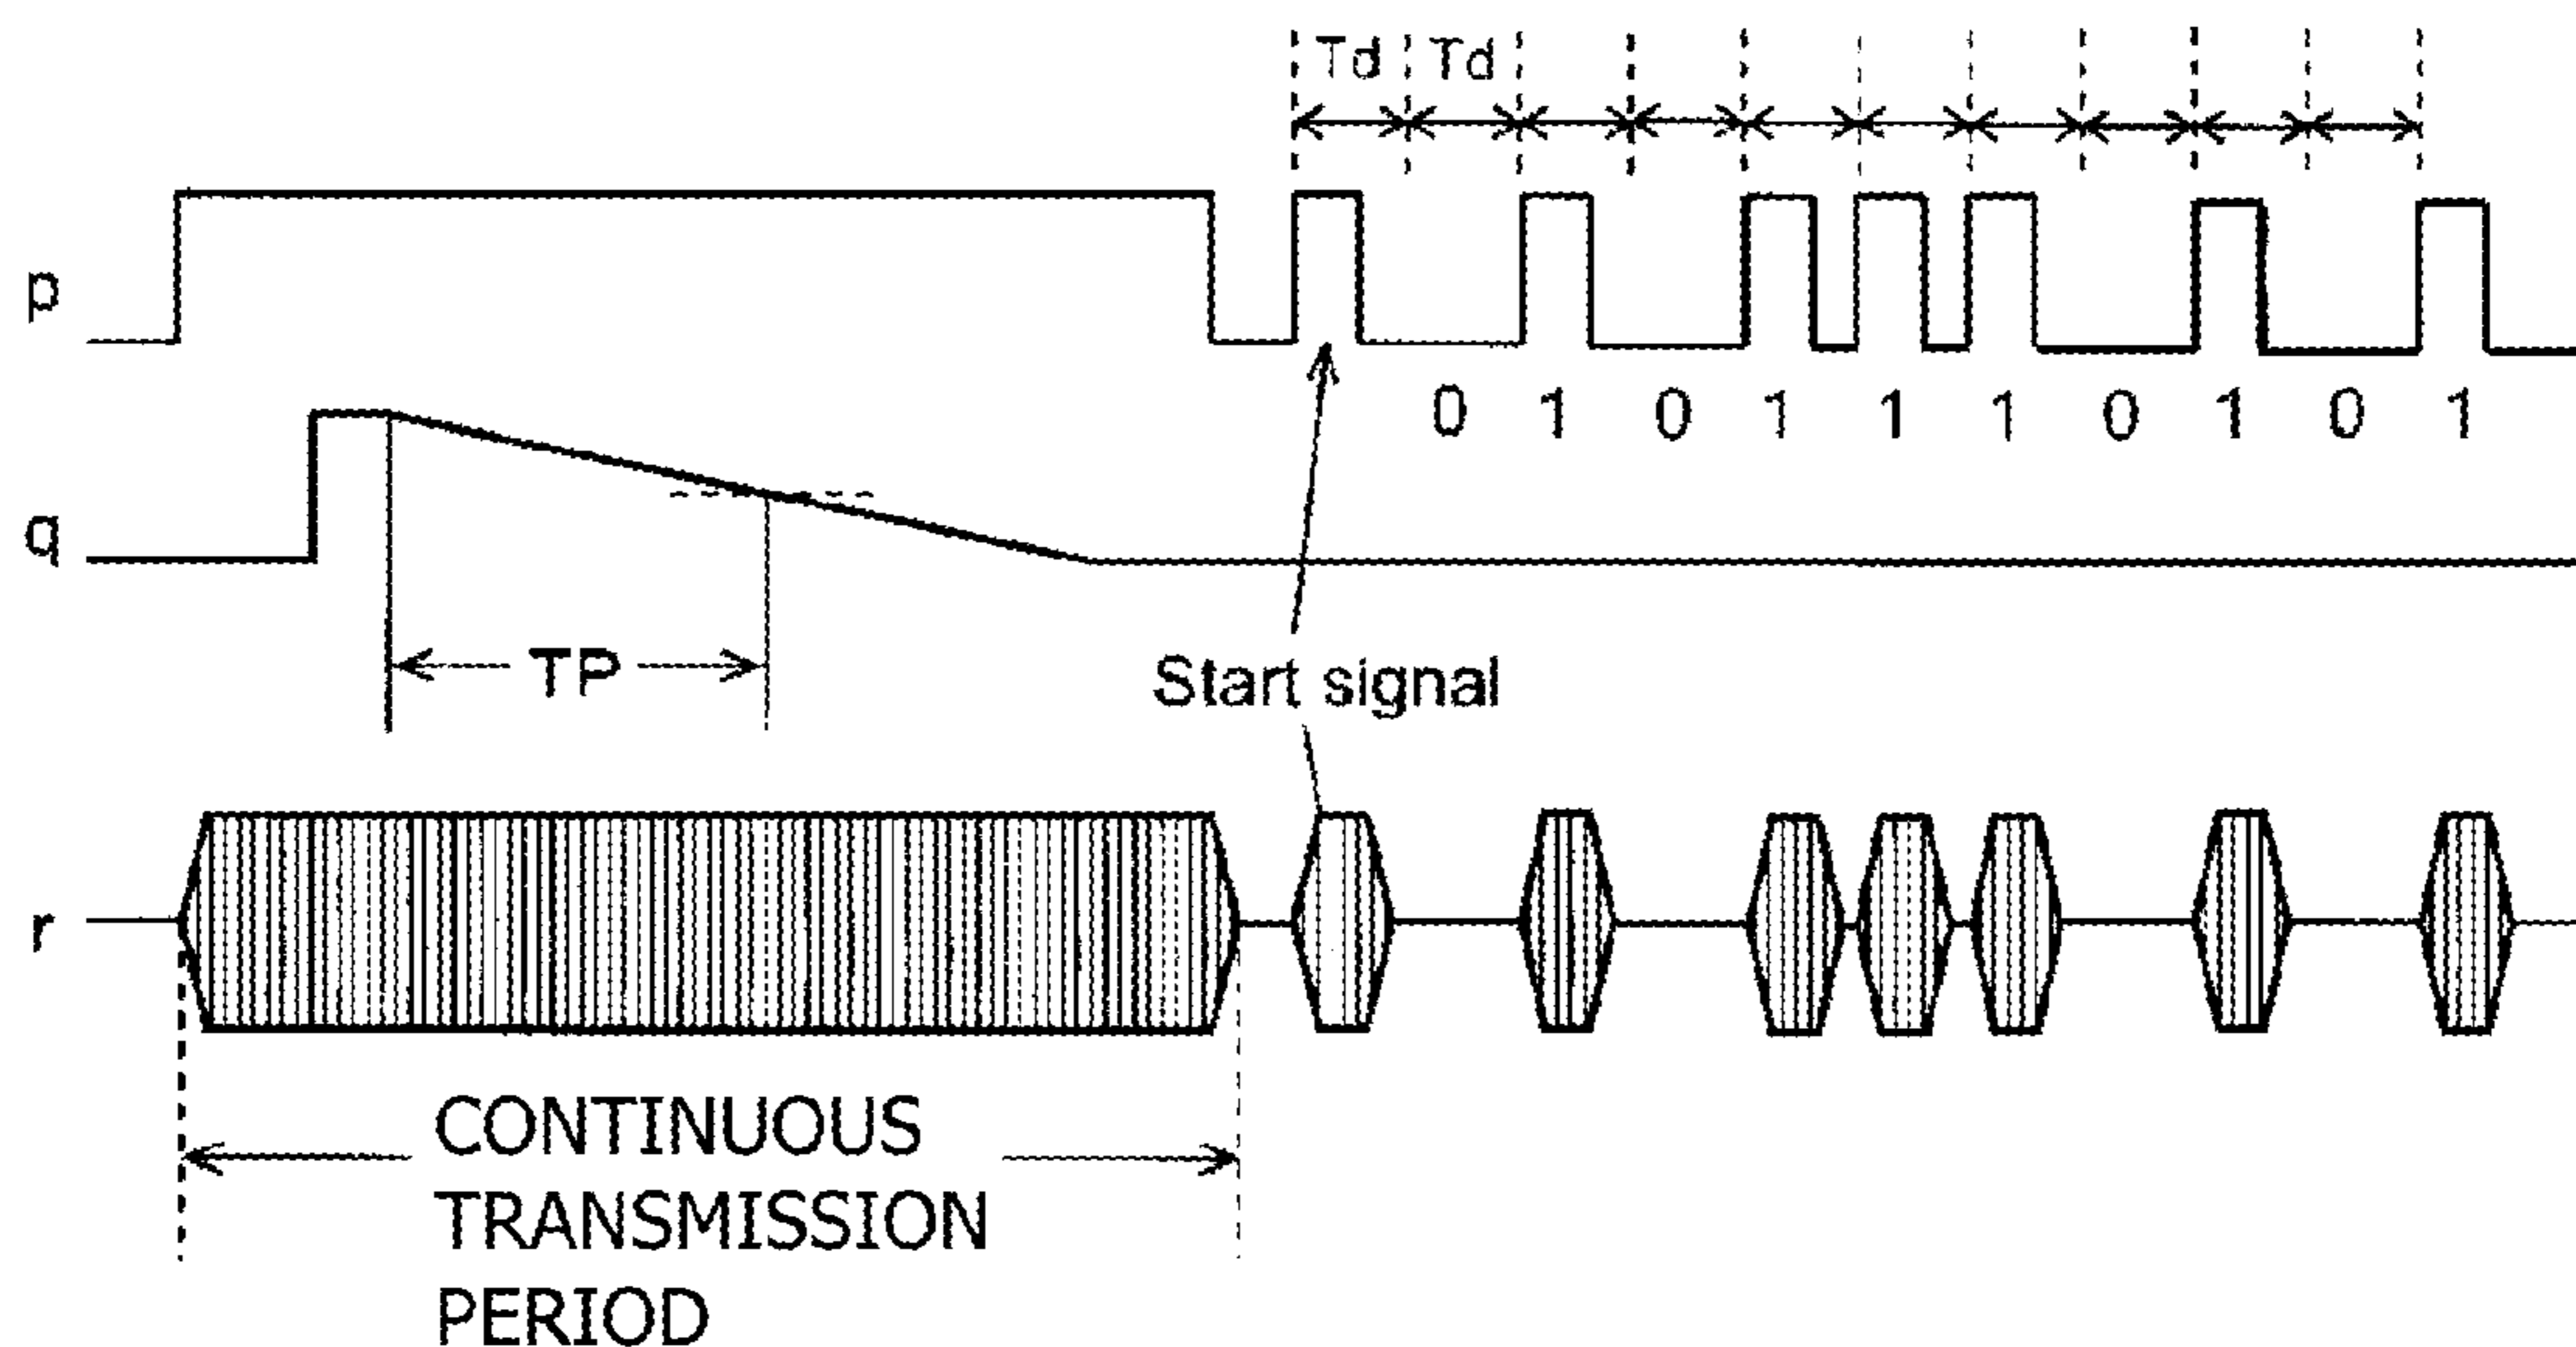 Td Td
p
0 1 0 1 1 1 0 1 0 1
q
TP
Start signal
r
CONTINUOUS
TRANSMISSION
PERIOD